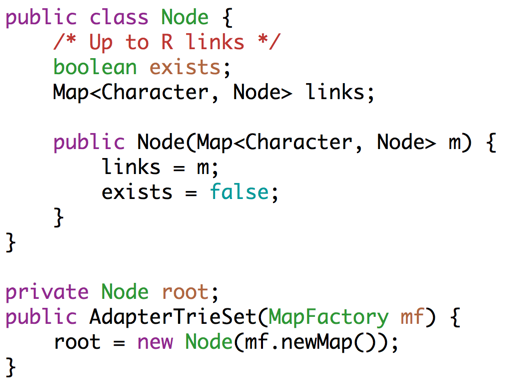 public class Node {
    /* Up to R links */
    boolean exists;
    Map<Character, Node> links;

    public Node(Map<Character, Node> m) {
        links = m;
        exists = false;
    }
}

private Node root;
public AdapterTrieSet(MapFactory mf) {
    root = new Node(mf.newMap());
}